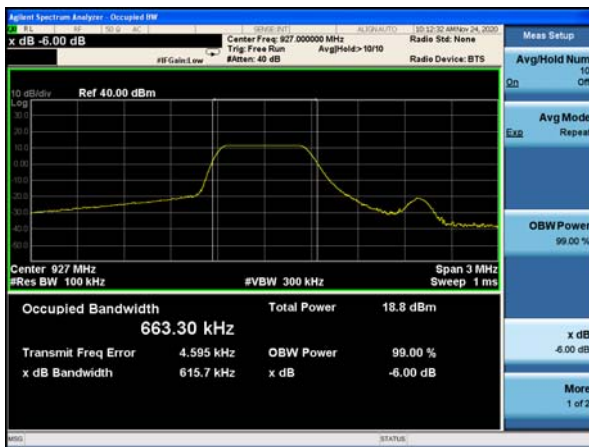 Agilent Spectrum Analyzer - Occupied BW
RL RF 50 Ω AC SENSE:INT ALIGNAUTO 10:12:32 AM Nov 24, 2020
x dB -6.00 dB
Center Freq: 927.000000 MHz
Radio Std: None
Trig: Free Run Avg|Hold:> 10/10
#IFGain:Low #Atten: 40 dB Radio Device: BTS
10 dB/div Ref 40.00 dBm
Log
30.0
20.0
10.0
0.00
-10.0
-20.0
-30.0
-40.0
-50.0
Center 927 MHz Span 3 MHz
#Res BW 100 kHz #VBW 300 kHz Sweep 1 ms
Occupied Bandwidth Total Power 18.8 dBm
663.30 kHz
Transmit Freq Error 4.595 kHz OBW Power 99.00 %
x dB Bandwidth 615.7 kHz x dB -6.00 dB
MSG STATUS
Meas Setup
Avg/Hold Num
10
On Off
Avg Mode
Exp Repeat
OBW Power
99.00 %
x dB
-6.00 dB
More
1 of 2